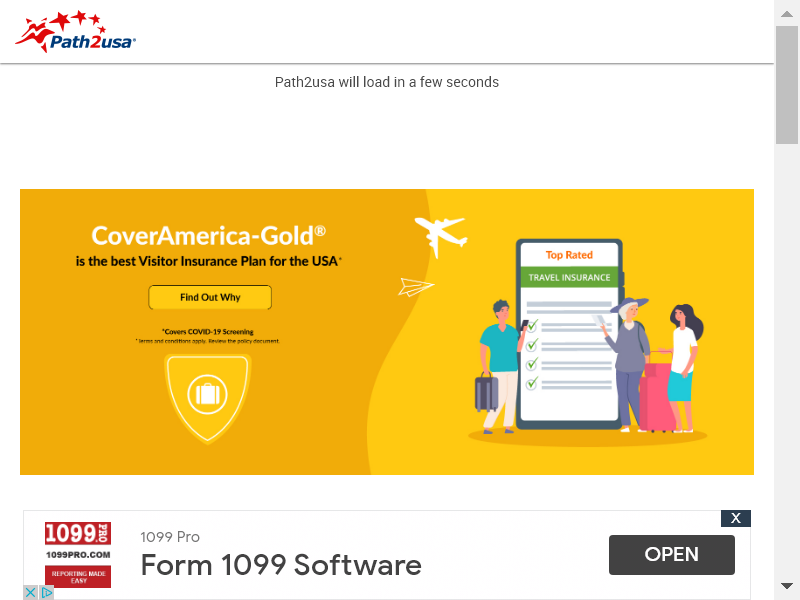 Path2usa
Path2usa will load in a few seconds
CoverAmerica-Gold®
is the best Visitor Insurance Plan for the USA*
Find Out Why
*Covers COVID-19 Screening
* Terms and conditions apply. Review the policy document.
Top Rated
TRAVEL INSURANCE
X
1099 PRO
1099PRO.COM
REPORTING MADE
EASY
1099 Pro
Form 1099 Software
OPEN